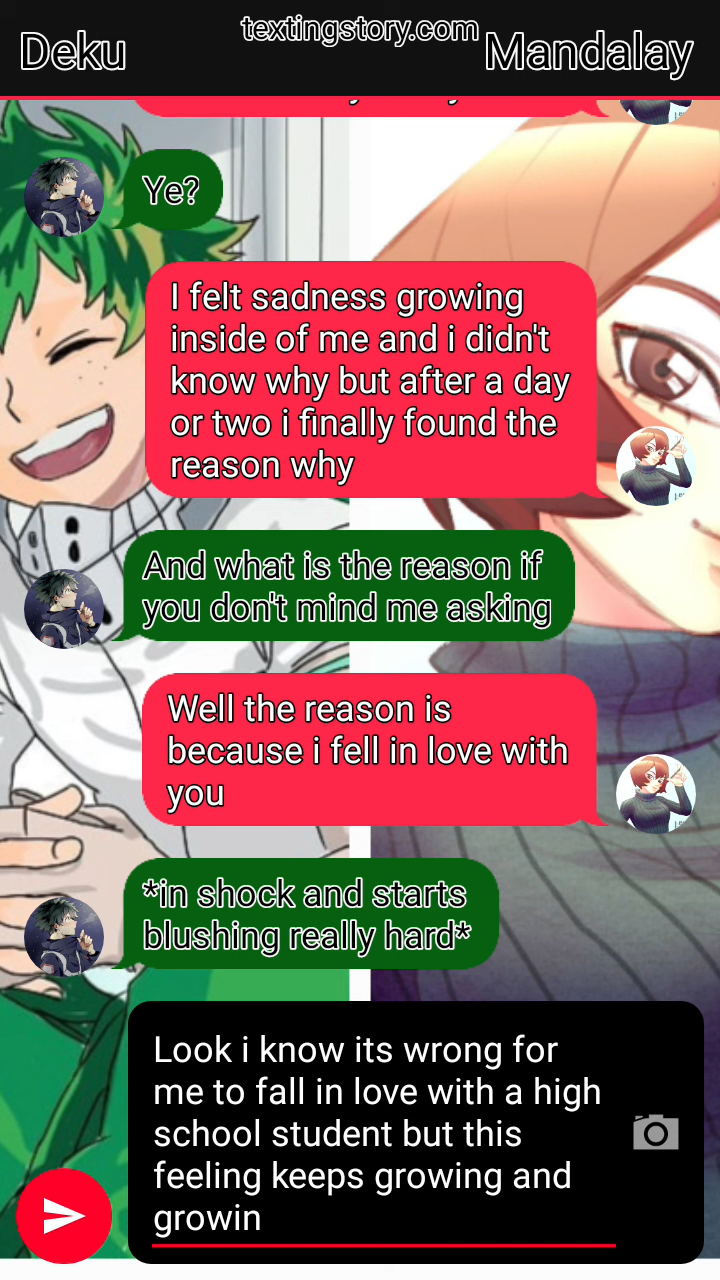 textingstory.com
Deku
Mandalay
Ye?
I felt sadness growing
inside of me and i didn't
know why but after a day
or two i finally found the
reason why
And what is the reason if
you don't mind me asking
Well the reason is
because i fell in love with
you
*in shock and starts
blushing really hard*
Look i know its wrong for
me to fall in love with a high
school student but this
feeling keeps growing and
growin